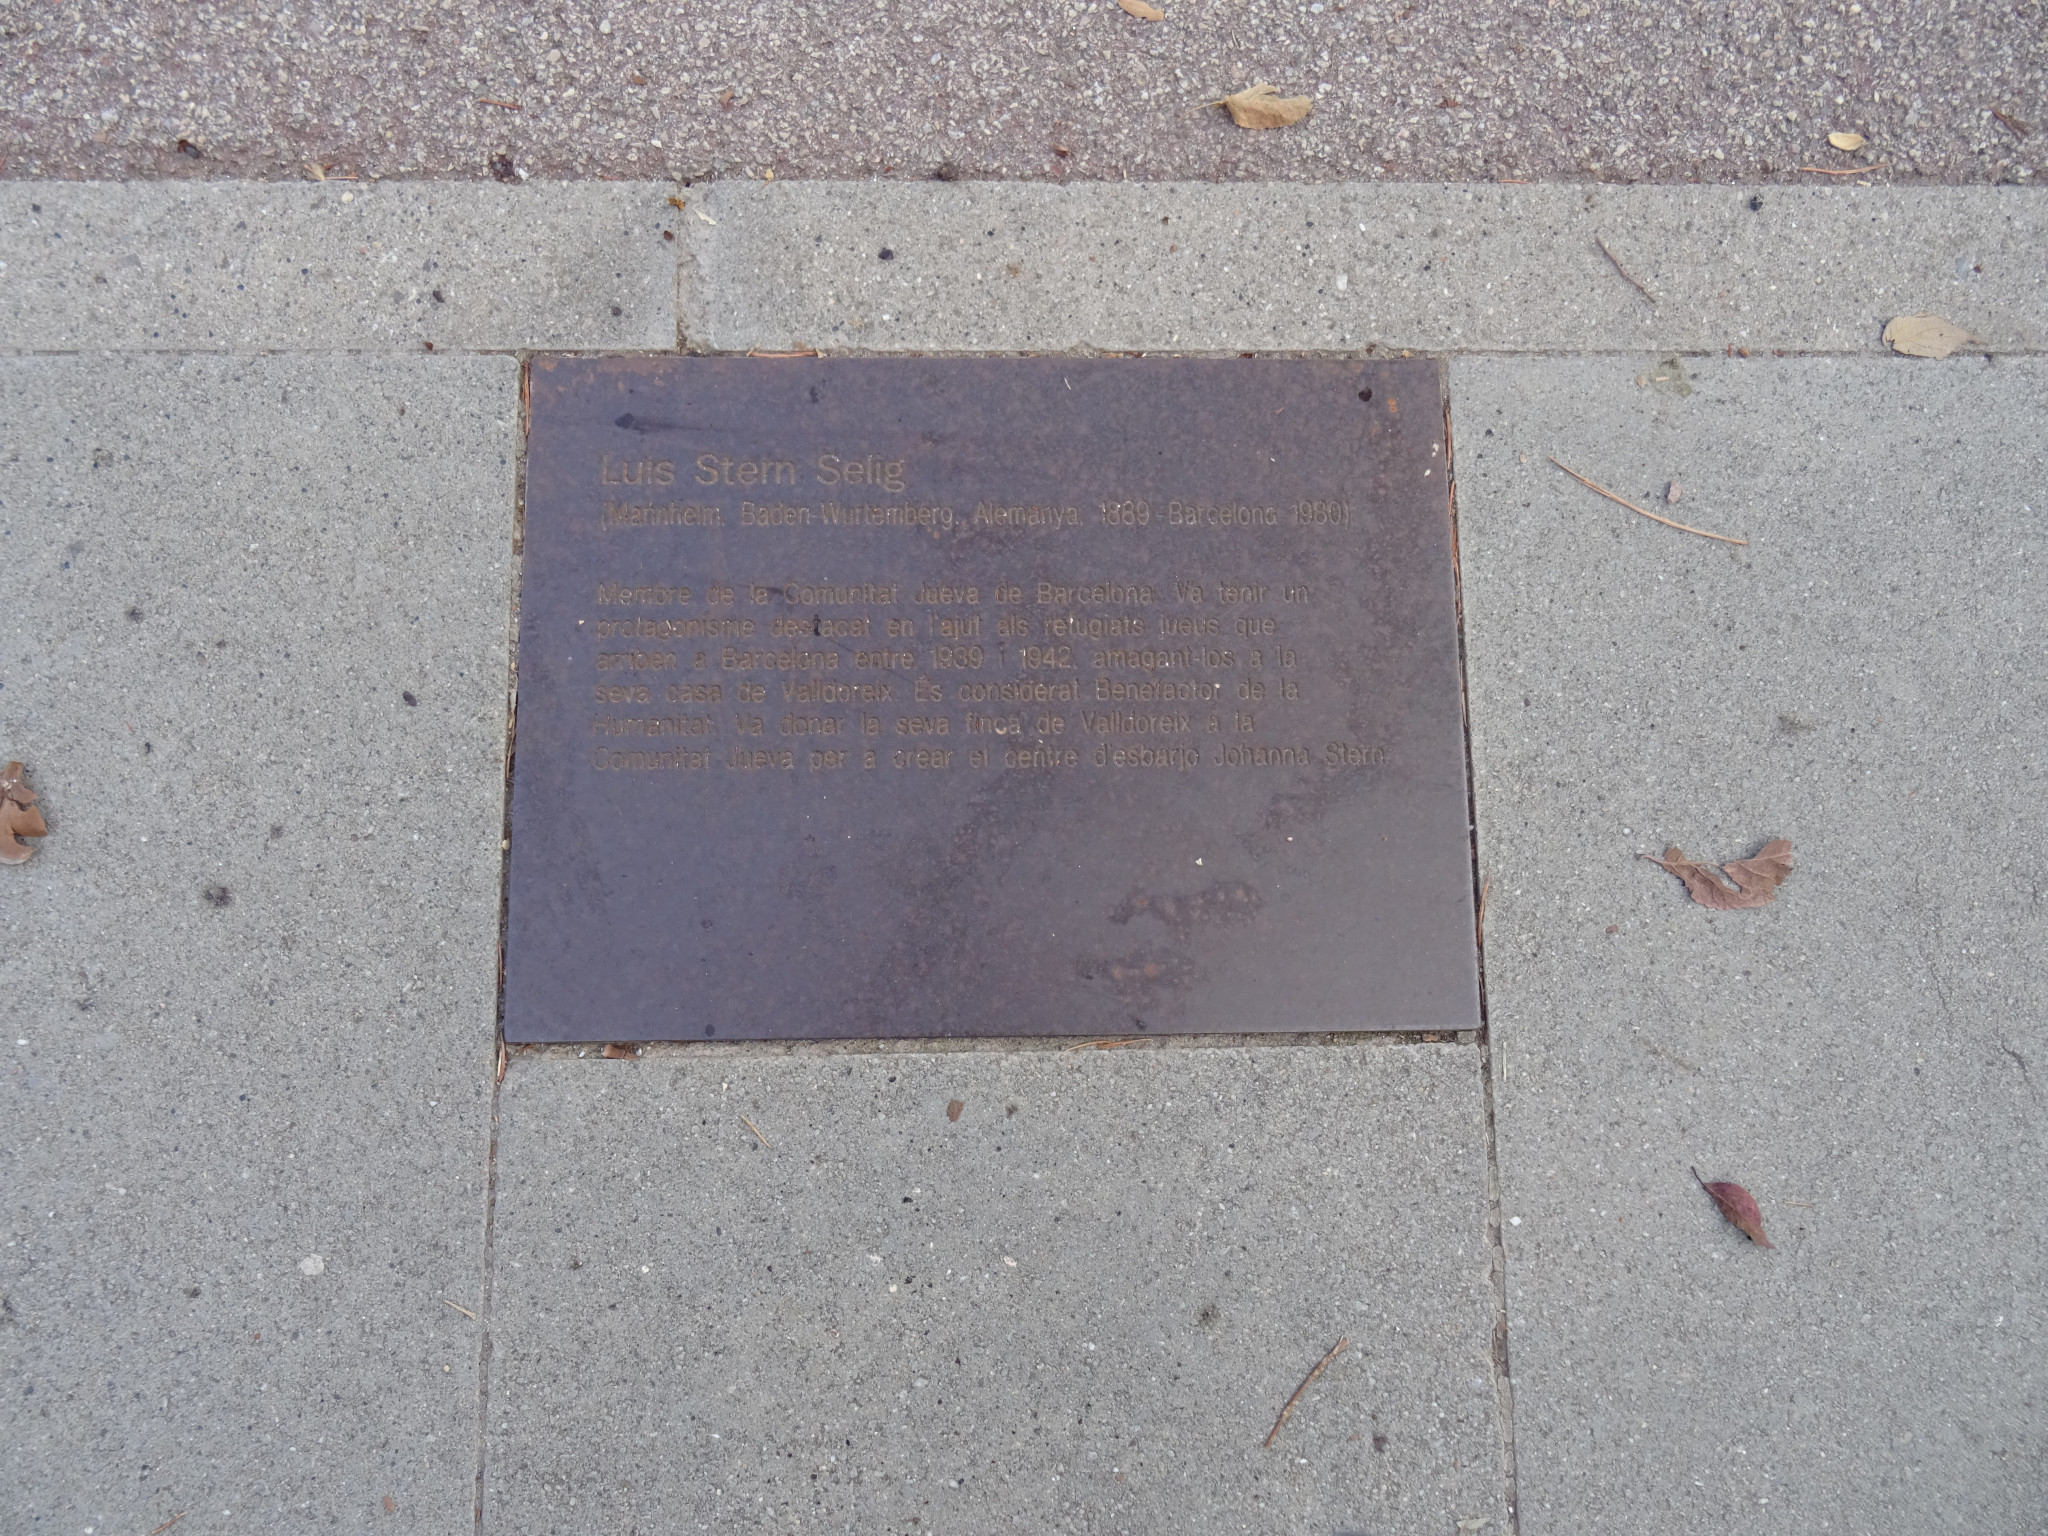 Luis Stern Selig
(Mannheim, Baden-Wurtemberg, Alemanya, 1889 - Barcelona 1980)
Membre de la Comunitat Jueva de Barcelona. Va tenir un
protagonisme destacat en l'ajut als refugiats jueus que
arriben a Barcelona entre 1939 i 1942, amagant-los a la
seva casa de Valldoreix. És considerat Benefactor de la
Humanitat. Va donar la seva finca de Valldoreix a la
Comunitat Jueva per a crear el centre d'esbarjo Johanna Stern.